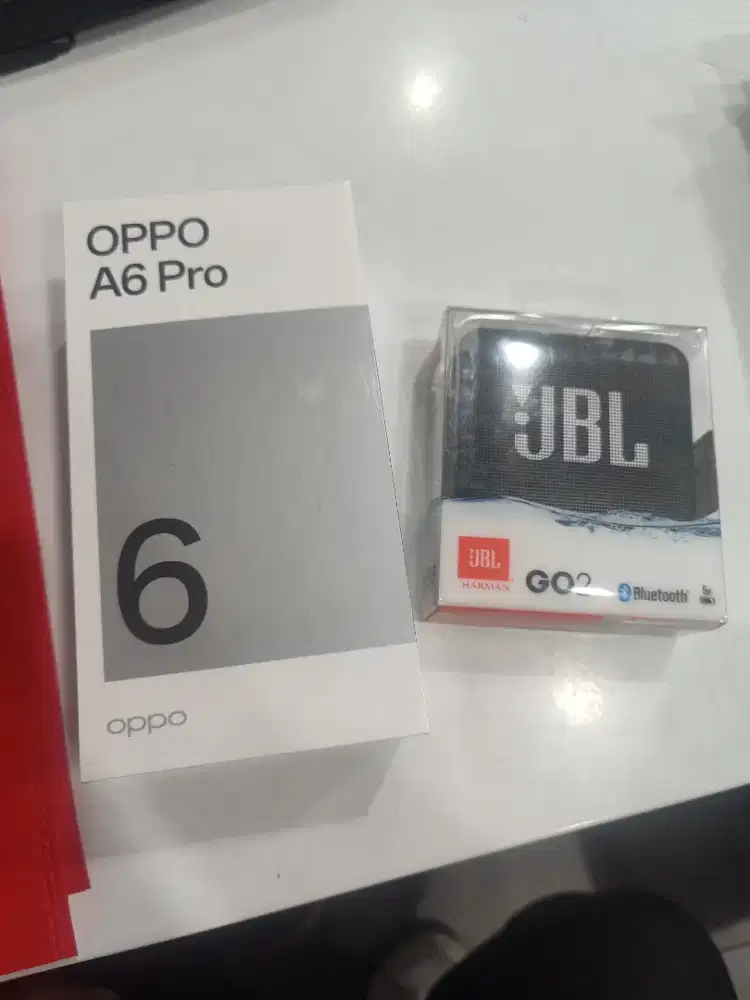 OPPO
A6 Pro
6
oppo
JBL
JBL
HARMAN
GO2
Bluetooth